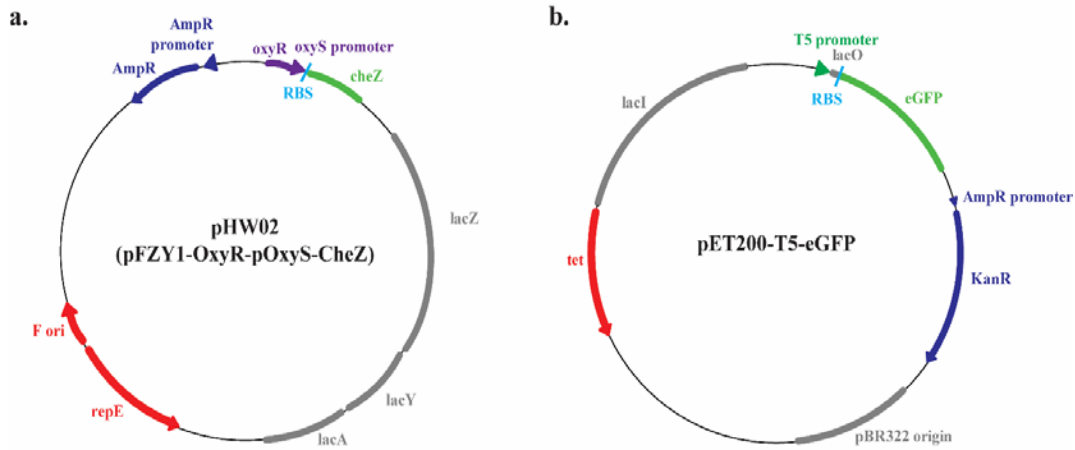 a.
AmpR
promoter
AmpR
oxyR oxyS promoter
RBS
cheZ
lacZ
pHW02
(pFZY1-OxyR-pOxyS-CheZ)
F ori
repE
lacY
lacA
b.
T5 promoter
lacO
RBS
eGFP
lacI
AmpR promoter
pET200-T5-eGFP
tet
KanR
pBR322 origin